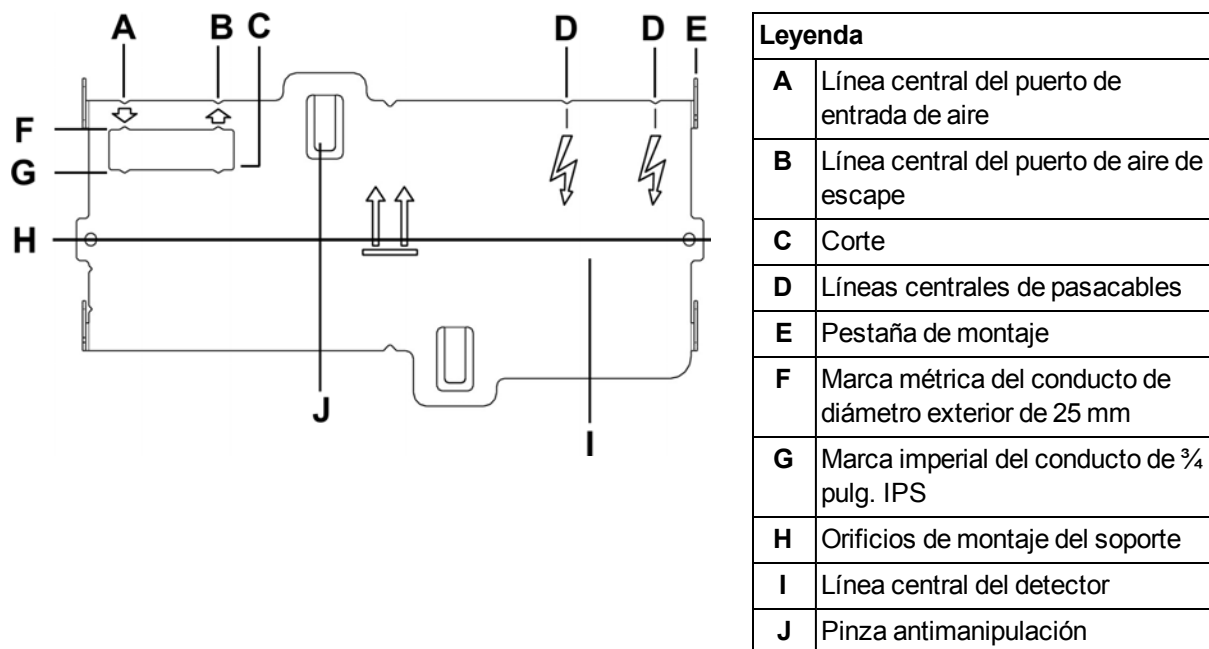 A B C D D E
F
G
H
J
I
Leyenda
A Línea central del puerto de
entrada de aire
B Línea central del puerto de aire de
escape
C Corte
D Líneas centrales de pasacables
E Pestaña de montaje
F Marca métrica del conducto de
diámetro exterior de 25 mm
G Marca imperial del conducto de ¾
pulg. IPS
H Orificios de montaje del soporte
I Línea central del detector
J Pinza antimanipulación